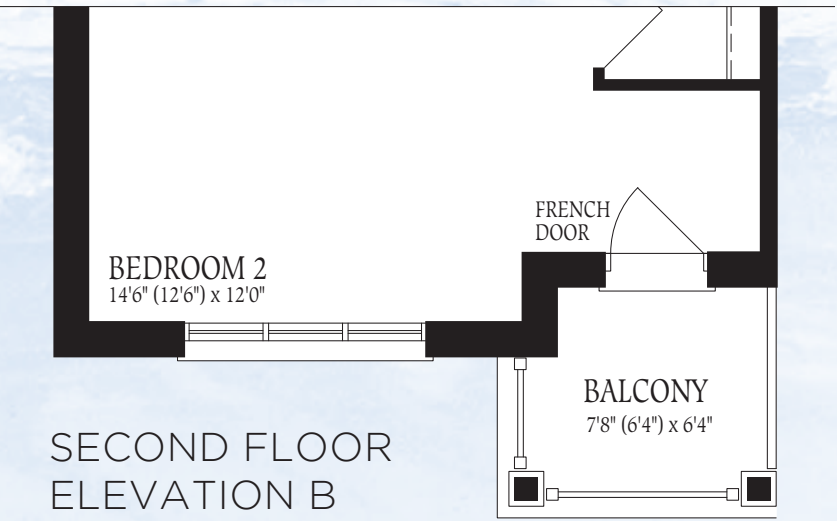 FRENCH
DOOR
BEDROOM 2
14'6" (12'6") x 12'0"
BALCONY
7'8" (6'4") x 6'4"
SECOND FLOOR
ELEVATION B